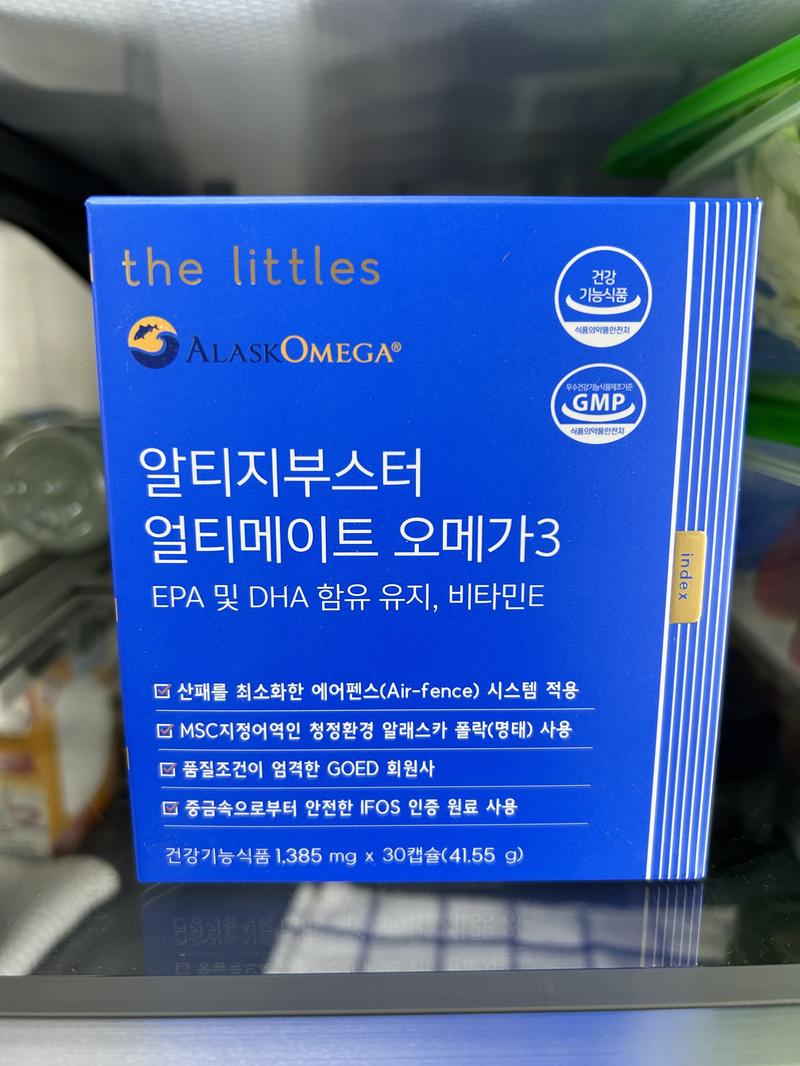 the littles
ALASKOMEGA®
건강
기능식품
식품의약품안전처
우수건강기능식품제조기준
GMP
식품의약품안전처
알티지부스터
얼티메이트 오메가3
EPA 및 DHA 함유 유지, 비타민E
index
산패를 최소화한 에어펜스(Air-fence) 시스템 적용
MSC지정어역인 청정환경 알래스카 폴락(명태) 사용
품질조건이 엄격한 GOED 회원사
중금속으로부터 안전한 IFOS 인증 원료 사용
건강기능식품 1,385 mg x 30캡슐(41.55 g)